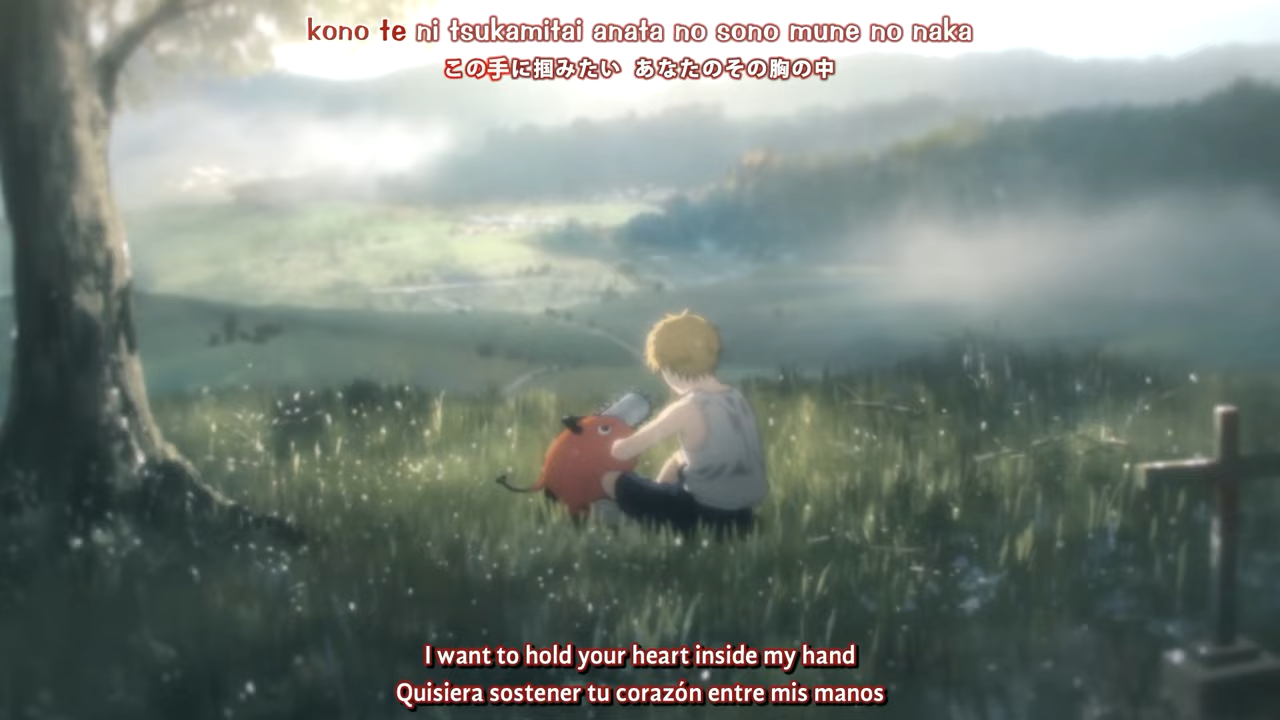 kono te ni tsukamitai anata no sono mune no naka
この手に掴みたい あなたのその胸の中
I want to hold your heart inside my hand
Quisiera sostener tu corazón entre mis manos